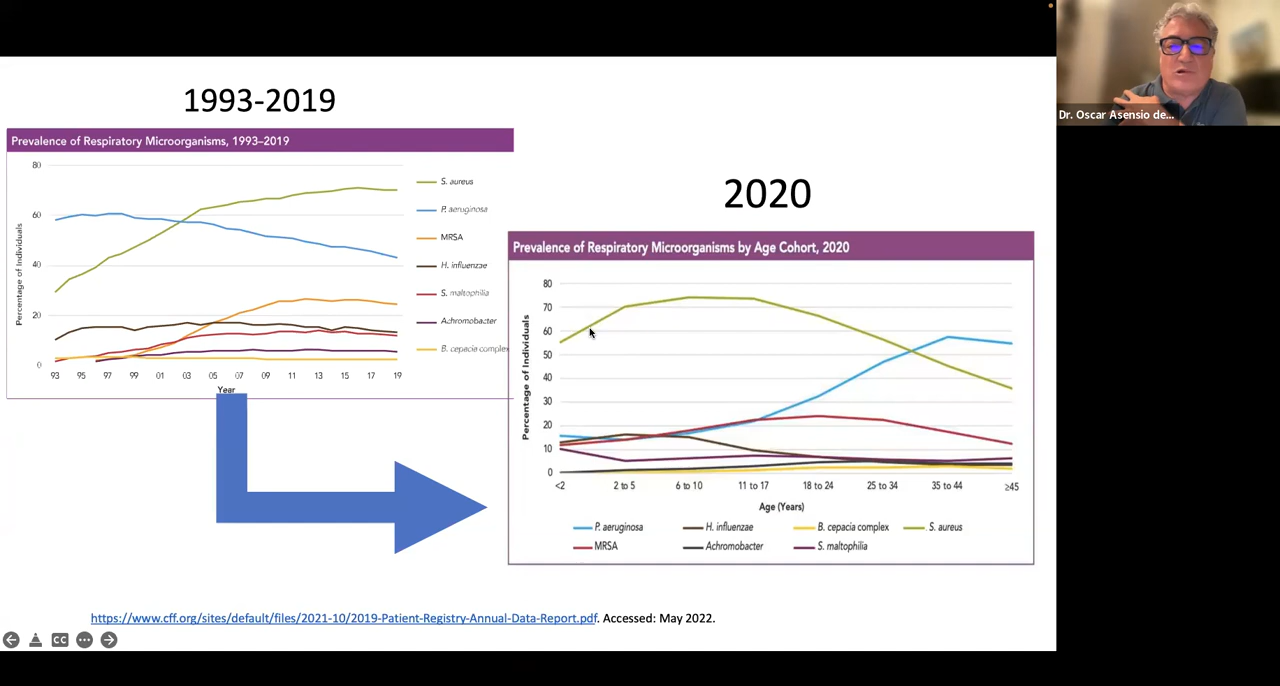 Dr. Oscar Asensio de...
1993-2019
Prevalence of Respiratory Microorganisms, 1993–2019
Percentage of Individuals
80
60
40
20
0
93 95 97 99 01 03 05 07 09 11 13 15 17 19
Year
S. aureus
P. aeruginosa
MRSA
H. influenzae
S. maltophilia
Achromobacter
B. cepacia complex
2020
Prevalence of Respiratory Microorganisms by Age Cohort, 2020
Percentage of Individuals
80
70
60
50
40
30
20
10
0
<2 2 to 5 6 to 10 11 to 17 18 to 24 25 to 34 35 to 44 ≥45
Age (Years)
P. aeruginosa H. influenzae B. cepacia complex S. aureus
MRSA Achromobacter S. maltophilia
https://www.cff.org/sites/default/files/2021-10/2019-Patient-Registry-Annual-Data-Report.pdf. Accessed: May 2022.
CC